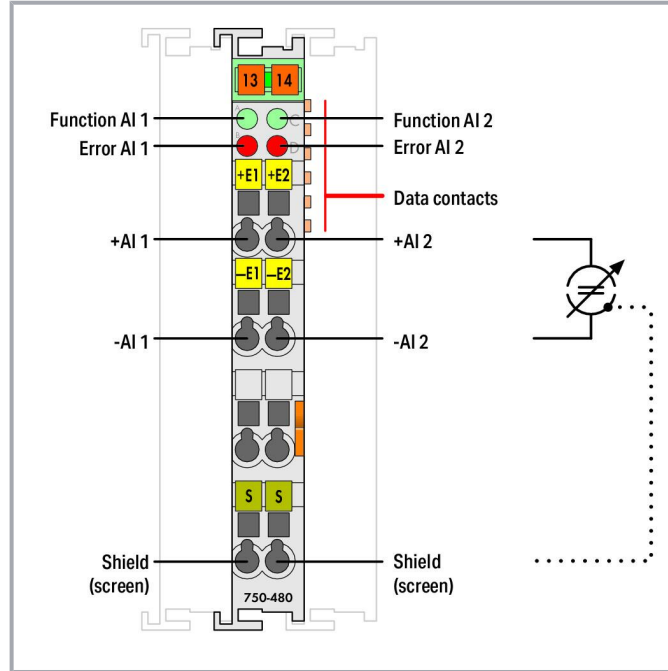 13 14
A C
Function AI 1
Function AI 2
Error AI 1
D
Error AI 2
+E1 +E2
Data contacts
+AI 1
+AI 2
—E1 —E2
-AI 1
-AI 2
S S
Shield
(screen)
Shield
(screen)
750-480